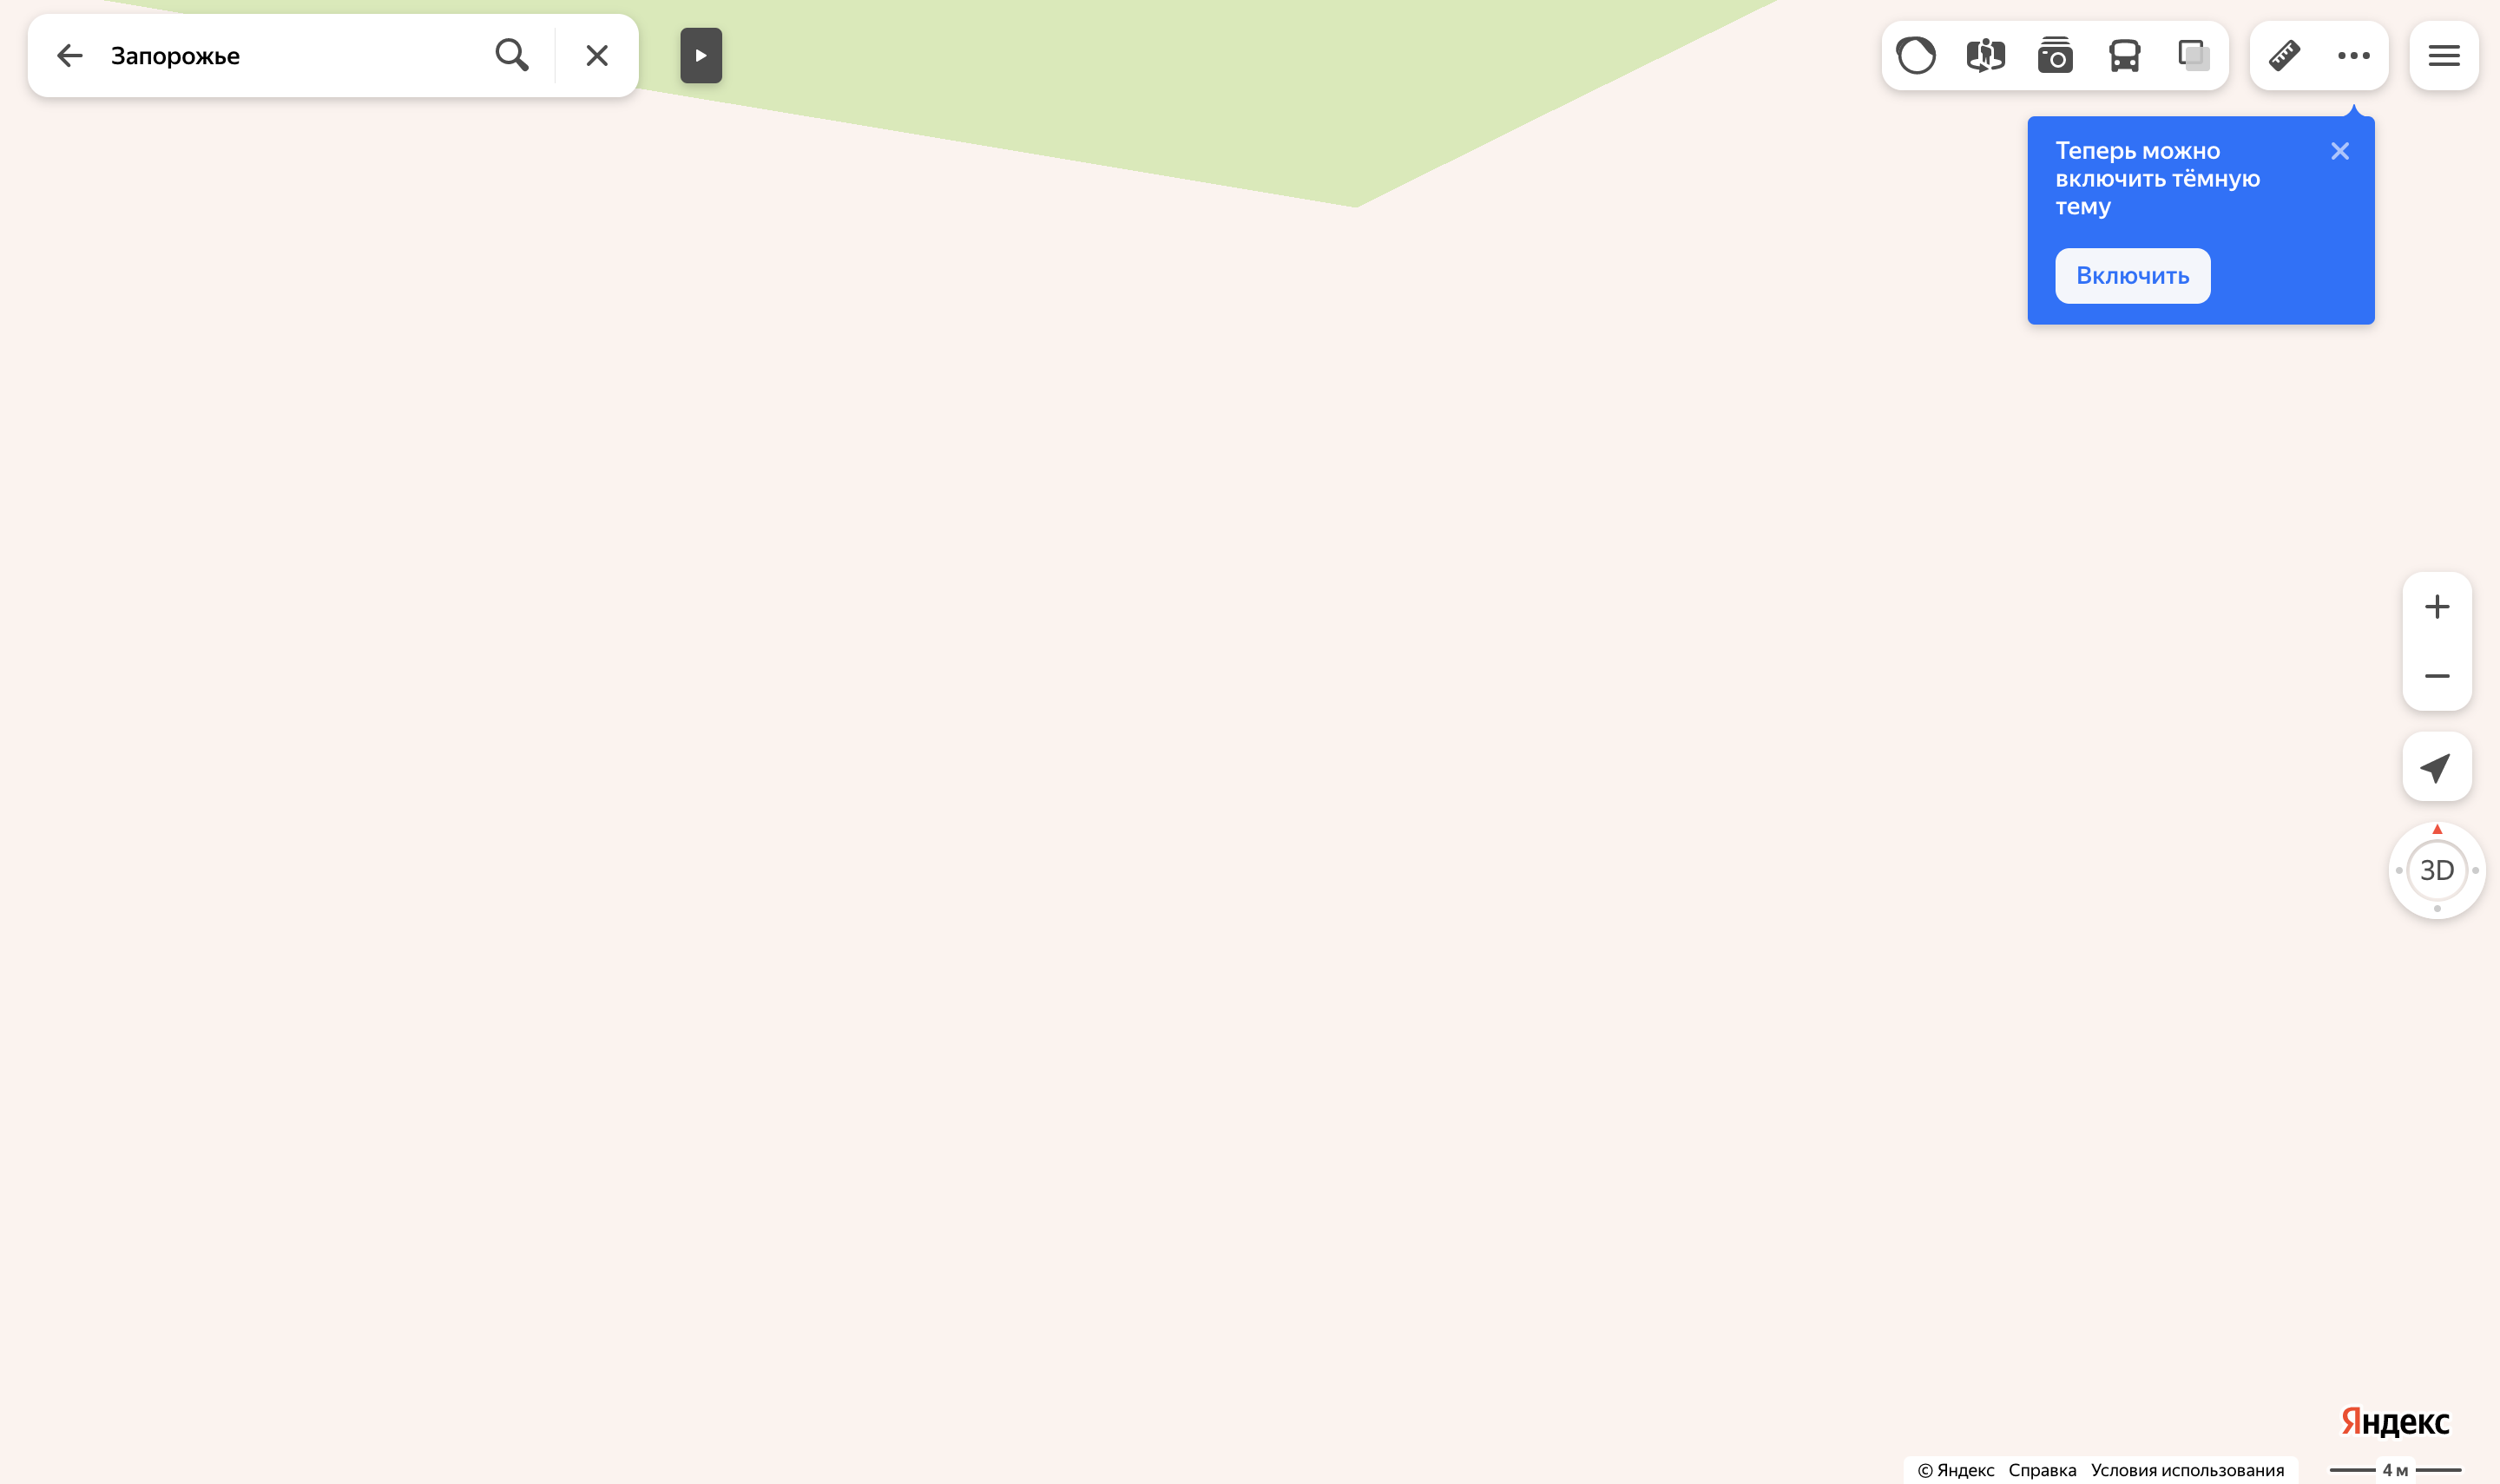 Запорожье
Теперь можно
включить тёмную
тему
Включить
3D
Яндекс
© Яндекс Справка Условия использования 4 м